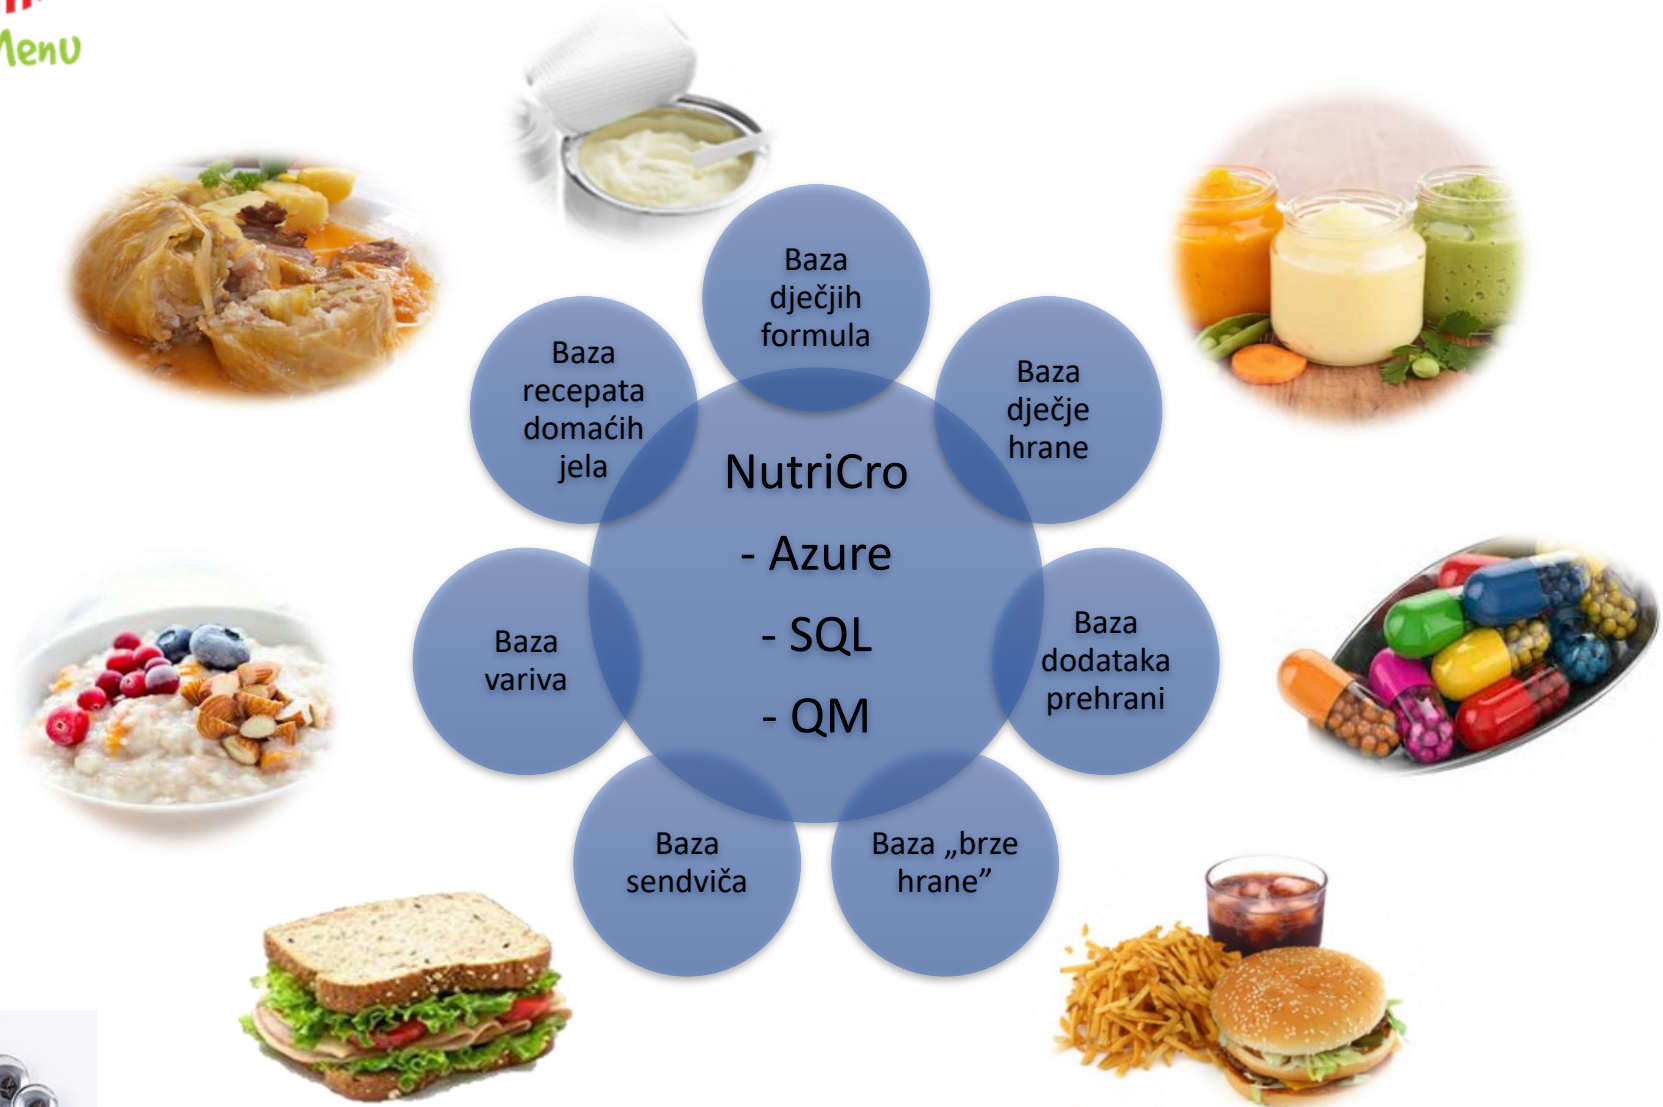 Menu
Baza
dječjih
formula
Baza
dječje
hrane
Baza
dodataka
prehrani
Baza „brze
hrane”
Baza
sendviča
Baza
variva
Baza
recepata
domaćih
jela
NutriCro
- Azure
- SQL
- QM